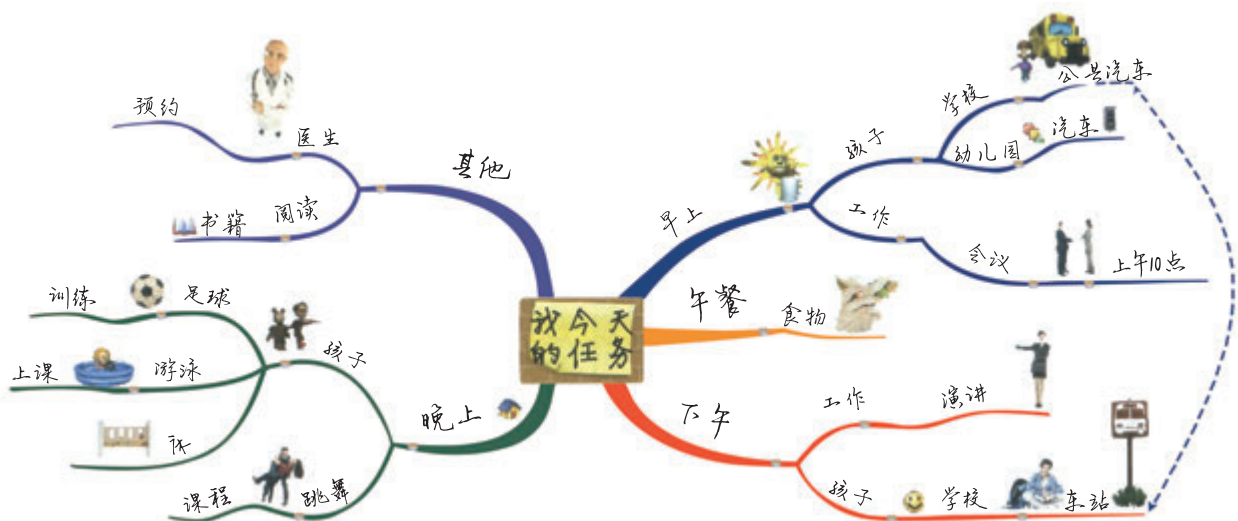 我今天
的任务
早上
孩子
学校
公共汽车
幼儿园
汽车
工作
会议
上午10点
午餐
食物
下午
工作
演讲
孩子
学校
车站
晚上
孩子
足球
训练
游泳
上课
床
跳舞
课程
其他
医生
预约
阅读
书籍